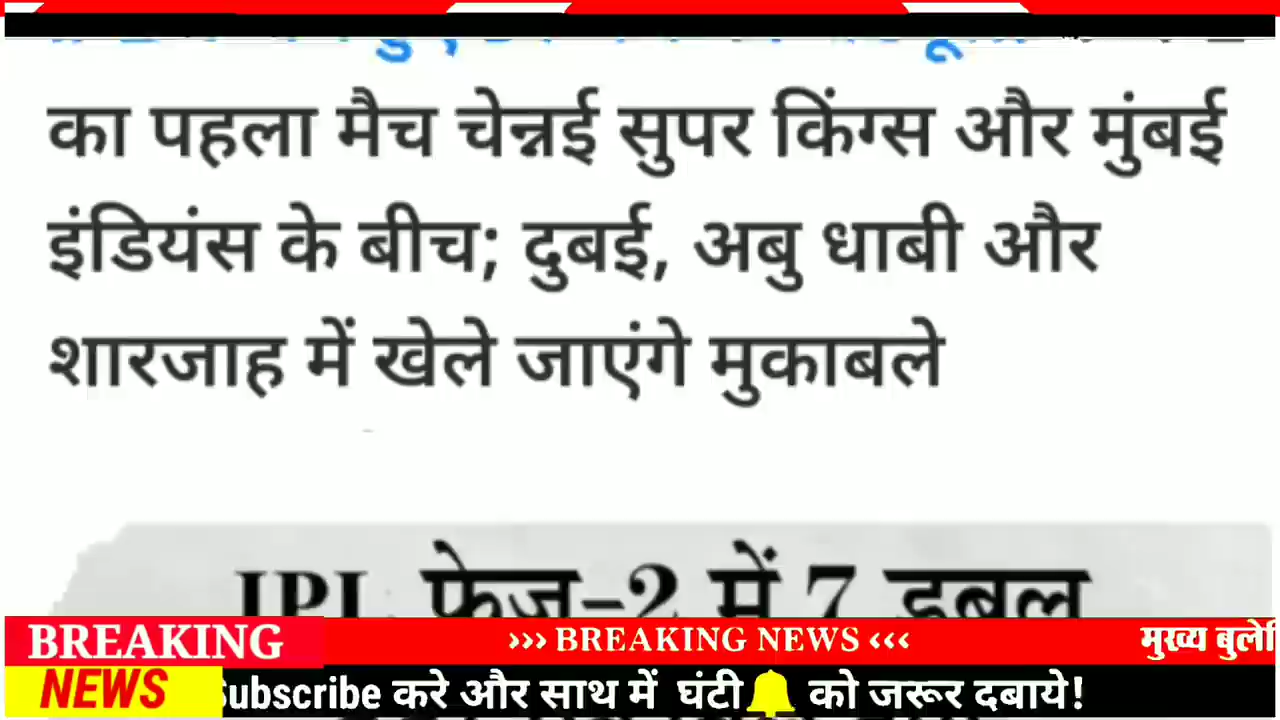 का पहला मैच चेन्नई सुपर किंग्स और मुंबई
इंडियंस के बीच; दुबई, अबु धाबी और
शारजाह में खेले जाएंगे मुकाबले
IPL फेज-2 में 7 डबल
BREAKING
››› BREAKING NEWS ‹‹‹
मुख्य
NEWS
Subscribe करे और साथ में घंटी🔔 को जरूर दबाये!